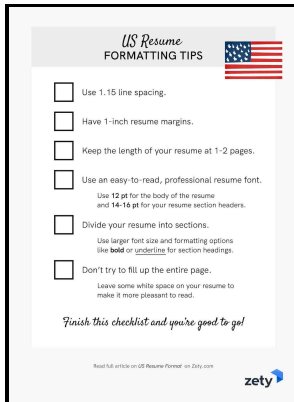 US Resume
FORMATTING TIPS
Use 1.15 line spacing.
Have 1-inch resume margins.
Keep the length of your resume at 1-2 pages.
Use an easy-to-read, professional resume font.
Use 12 pt for the body of the resume
and 14-16 pt for your resume section headers.
Divide your resume into sections.
Use larger font size and formatting options
like bold or underline for section headings.
Don't try to fill up the entire page.
Leave some white space on your resume to
make it more pleasant to read.
Finish this checklist and you're good to go!
Read full article on US Resume Format on Zety.com
zety